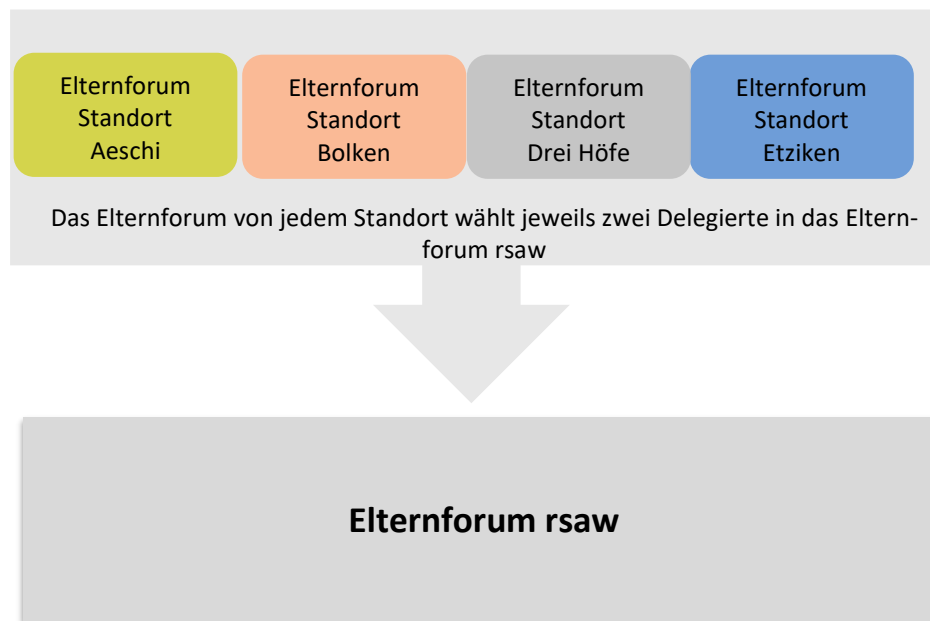 Elternforum
Standort
Aeschi
Elternforum
Standort
Bolken
Elternforum
Standort
Drei Höfe
Elternforum
Standort
Etziken
Das Elternforum von jedem Standort wählt jeweils zwei Delegierte in das Eltern-
forum rsaw
Elternforum rsaw